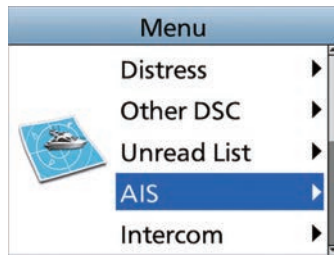 Menu
Distress
Other DSC
Unread List
AIS
Intercom